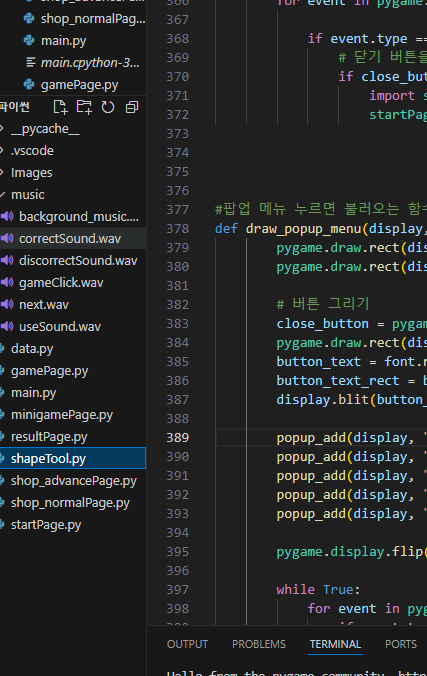 shop_normalPag...
main.py
main.cpython-3...
gamePage.py
파이썬
__pycache__
.vscode
Images
music
background_music....
correctSound.wav
discorrectSound.wav
gameClick.wav
next.wav
useSound.wav
data.py
gamePage.py
main.py
minigamePage.py
resultPage.py
shapeTool.py
shop_advancePage.py
shop_normalPage.py
startPage.py
366 for event in pygame.
367
368 if event.type ==
369 # 닫기 버튼을
370 if close_but
371 import s
372 startPag
373
374
375
376
377 #팝업 메뉴 누르면 불러오는 함수
378 def draw_popup_menu(display,
379 pygame.draw.rect(dis
380 pygame.draw.rect(dis
381
382 # 버튼 그리기
383 close_button = pygam
384 pygame.draw.rect(dis
385 button_text = font.r
386 button_text_rect = b
387 display.blit(button_
388
389 popup_add(display, "
390 popup_add(display, "
391 popup_add(display, "
392 popup_add(display, "
393 popup_add(display, "
394
395 pygame.display.flip(
396
397 while True:
398 for event in pyg
OUTPUT PROBLEMS TERMINAL PORTS
Hello from the pygame community. http